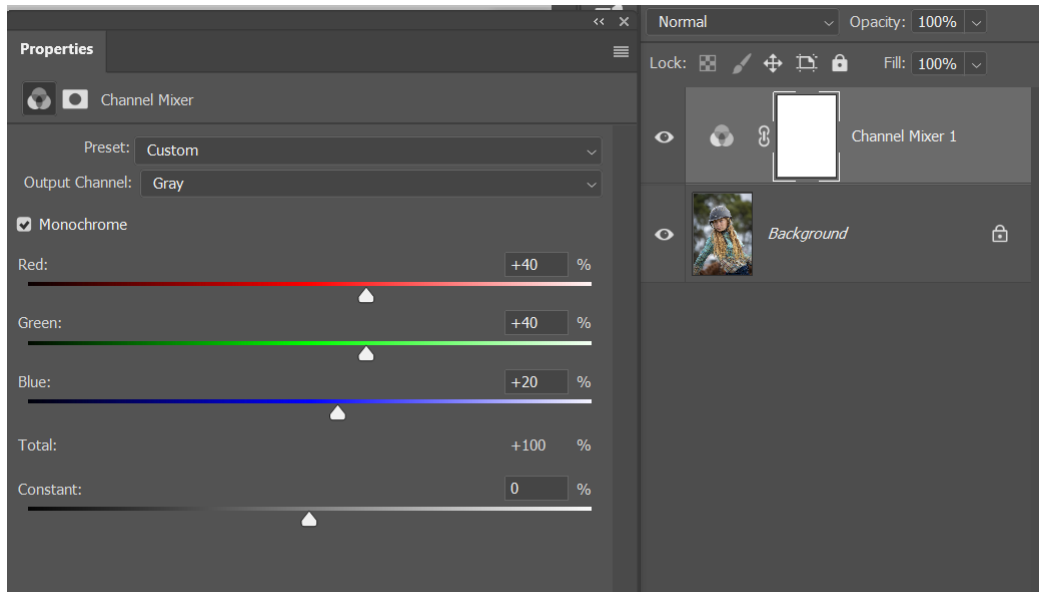 Properties
Channel Mixer
Preset: Custom
Output Channel: Gray
Monochrome
Red: +40 %
Green: +40 %
Blue: +20 %
Total: +100 %
Constant: 0 %
Normal Opacity: 100%
Lock: Fill: 100%
Channel Mixer 1
Background